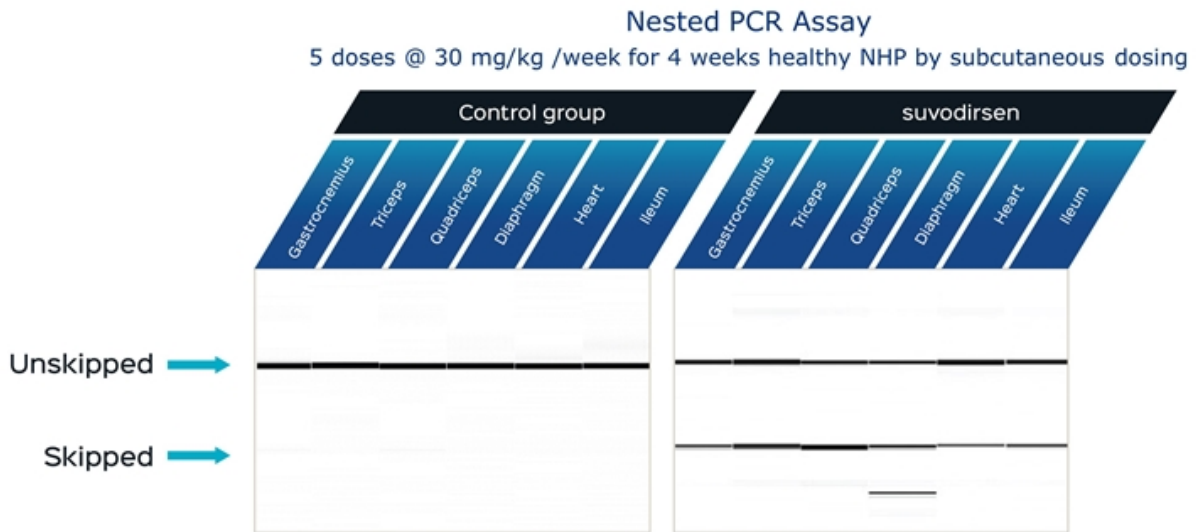 Nested PCR Assay
5 doses @ 30 mg/kg /week for 4 weeks healthy NHP by subcutaneous dosing
Control group
suvodirsen
Gastrocnemius
Triceps
Quadriceps
Diaphragm
Heart
Ileum
Gastrocnemius
Triceps
Quadriceps
Diaphragm
Heart
Ileum
Unskipped
Skipped